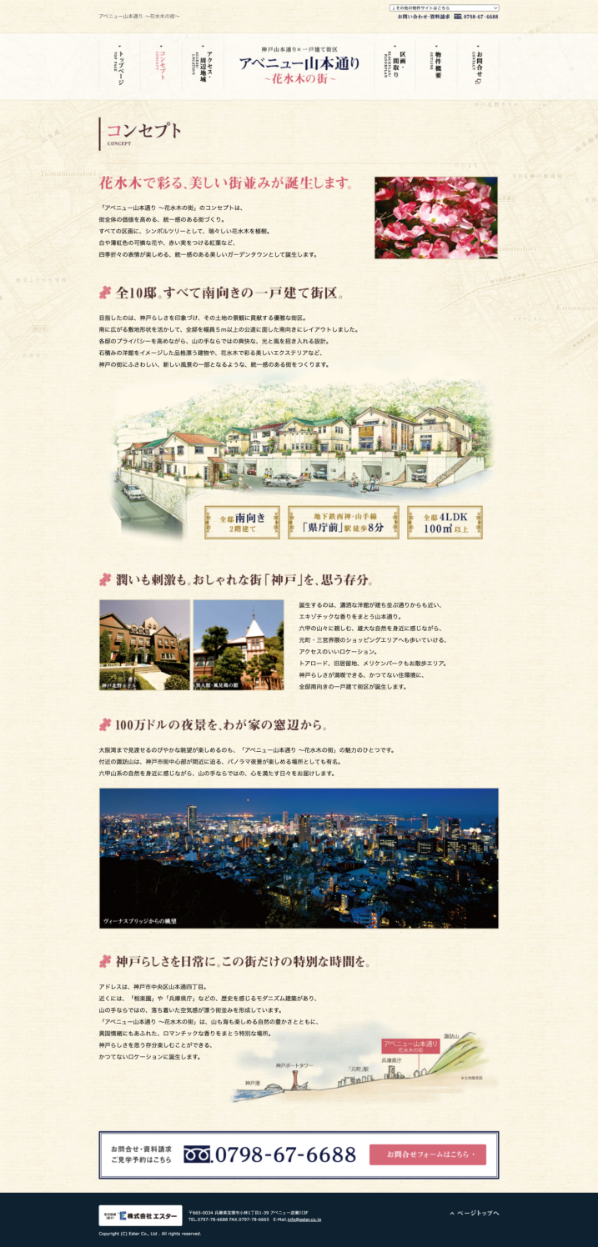 アベニュー山本通り ～花水木の街～
↓その他の物件サイトはこちら
お問い合わせ・資料請求 0798-67-6688
トップページ
TOP PAGE
コンセプト
CONCEPT
アクセス・周辺地域
神戸山本通り×一戸建て街区
アベニュー山本通り
～花水木の街～
区画・間取り
物件概要
OUTLINE
お問合せ
CONTACT
コンセプト
CONCEPT
花水木で彩る、美しい街並みが誕生します。
「アベニュー山本通り ～花水木の街」のコンセプトは、
街全体の価値を高める、統一感のある街づくり。
すべての区画に、シンボルツリーとして、瑞々しい花水木を植樹。
白や薄紅色の可憐な花や、赤い実をつける紅葉など、
四季折々の表情が楽しめる、統一感のある美しいガーデンタウンとして誕生します。
全10邸。すべて南向きの一戸建て街区。
目指したのは、神戸らしさを印象づけ、その土地の景観に貢献する優雅な街区。
南に広がる敷地形状を活かして、全邸を幅員5m以上の公道に面した南向きにレイアウトしました。
各邸のプライバシーを高めながら、山の手ならではの爽快な、光と風を招き入れる設計。
石積みの洋館をイメージした品格漂う建物や、花水木で彩る美しいエクステリアなど、
神戸の街にふさわしい、新しい風景の一部となるような、統一感のある街をつくります。
全邸 南向き
2階建て
地下鉄西神・山手線
「県庁前」駅 徒歩8分
全邸 4LDK
100㎡以上
潤いも刺激も。おしゃれな街「神戸」を、思う存分。
誕生するのは、瀟洒な洋館が建ち並ぶ通りからも近い、
エキゾチックな香りをまとう山本通り。
六甲の山々に親しむ、雄大な自然を身近に感じながら、
元町・三宮界隈のショッピングエリアへも歩いていける、
アクセスのいいロケーション。
トアロード、旧居留地、メリケンパークもお散歩エリア。
神戸らしさが満喫できる、かつてない住環境に、
全邸南向きの一戸建て街区が誕生します。
神戸北野ホテル
異人館・風見鶏の館
100万ドルの夜景を、わが家の窓辺から。
大阪湾まで見渡せるのびやかな眺望が楽しめるのも、「アベニュー山本通り ～花水木の街」の魅力のひとつです。
付近の諏訪山は、神戸市街中心部が間近に迫る、パノラマ夜景が楽しめる場所としても有名。
六甲山系の自然を身近に感じながら、山の手ならではの、心を満たす日々をお届けします。
ヴィーナスブリッジからの眺望
神戸らしさを日常に。この街だけの特別な時間を。
アドレスは、神戸市中央区山本通四丁目。
近くには、「相楽園」や「兵庫県庁」などの、歴史を感じるモダニズム建築があり、
山の手ならではの、落ち着いた空気感が漂う街並みを形成しています。
「アベニュー山本通り ～花水木の街」は、山も海も楽しめる自然の豊かさとともに、
異国情緒にもあふれた、ロマンチックな香りをまとう特別な場所。
神戸らしさを思う存分楽しむことができる、
かつてないロケーションに誕生します。
諏訪山
アベニュー山本通り
花水木の街
兵庫県庁
「元町」駅
神戸ポートタワー
神戸港
お問合せ・資料請求
ご見学予約はこちら
0798-67-6688
お問合せフォームはこちら
株式会社エスター
ページトップへ
〒665-0034 兵庫県宝塚市小林5丁目1-39 アベニュー逆瀬川3F
TEL.0797-78-6688 FAX.0797-78-6603 E-Mail.info@ester.co.jp
Copyright (C) Ester Co., Ltd . All rights reserved.